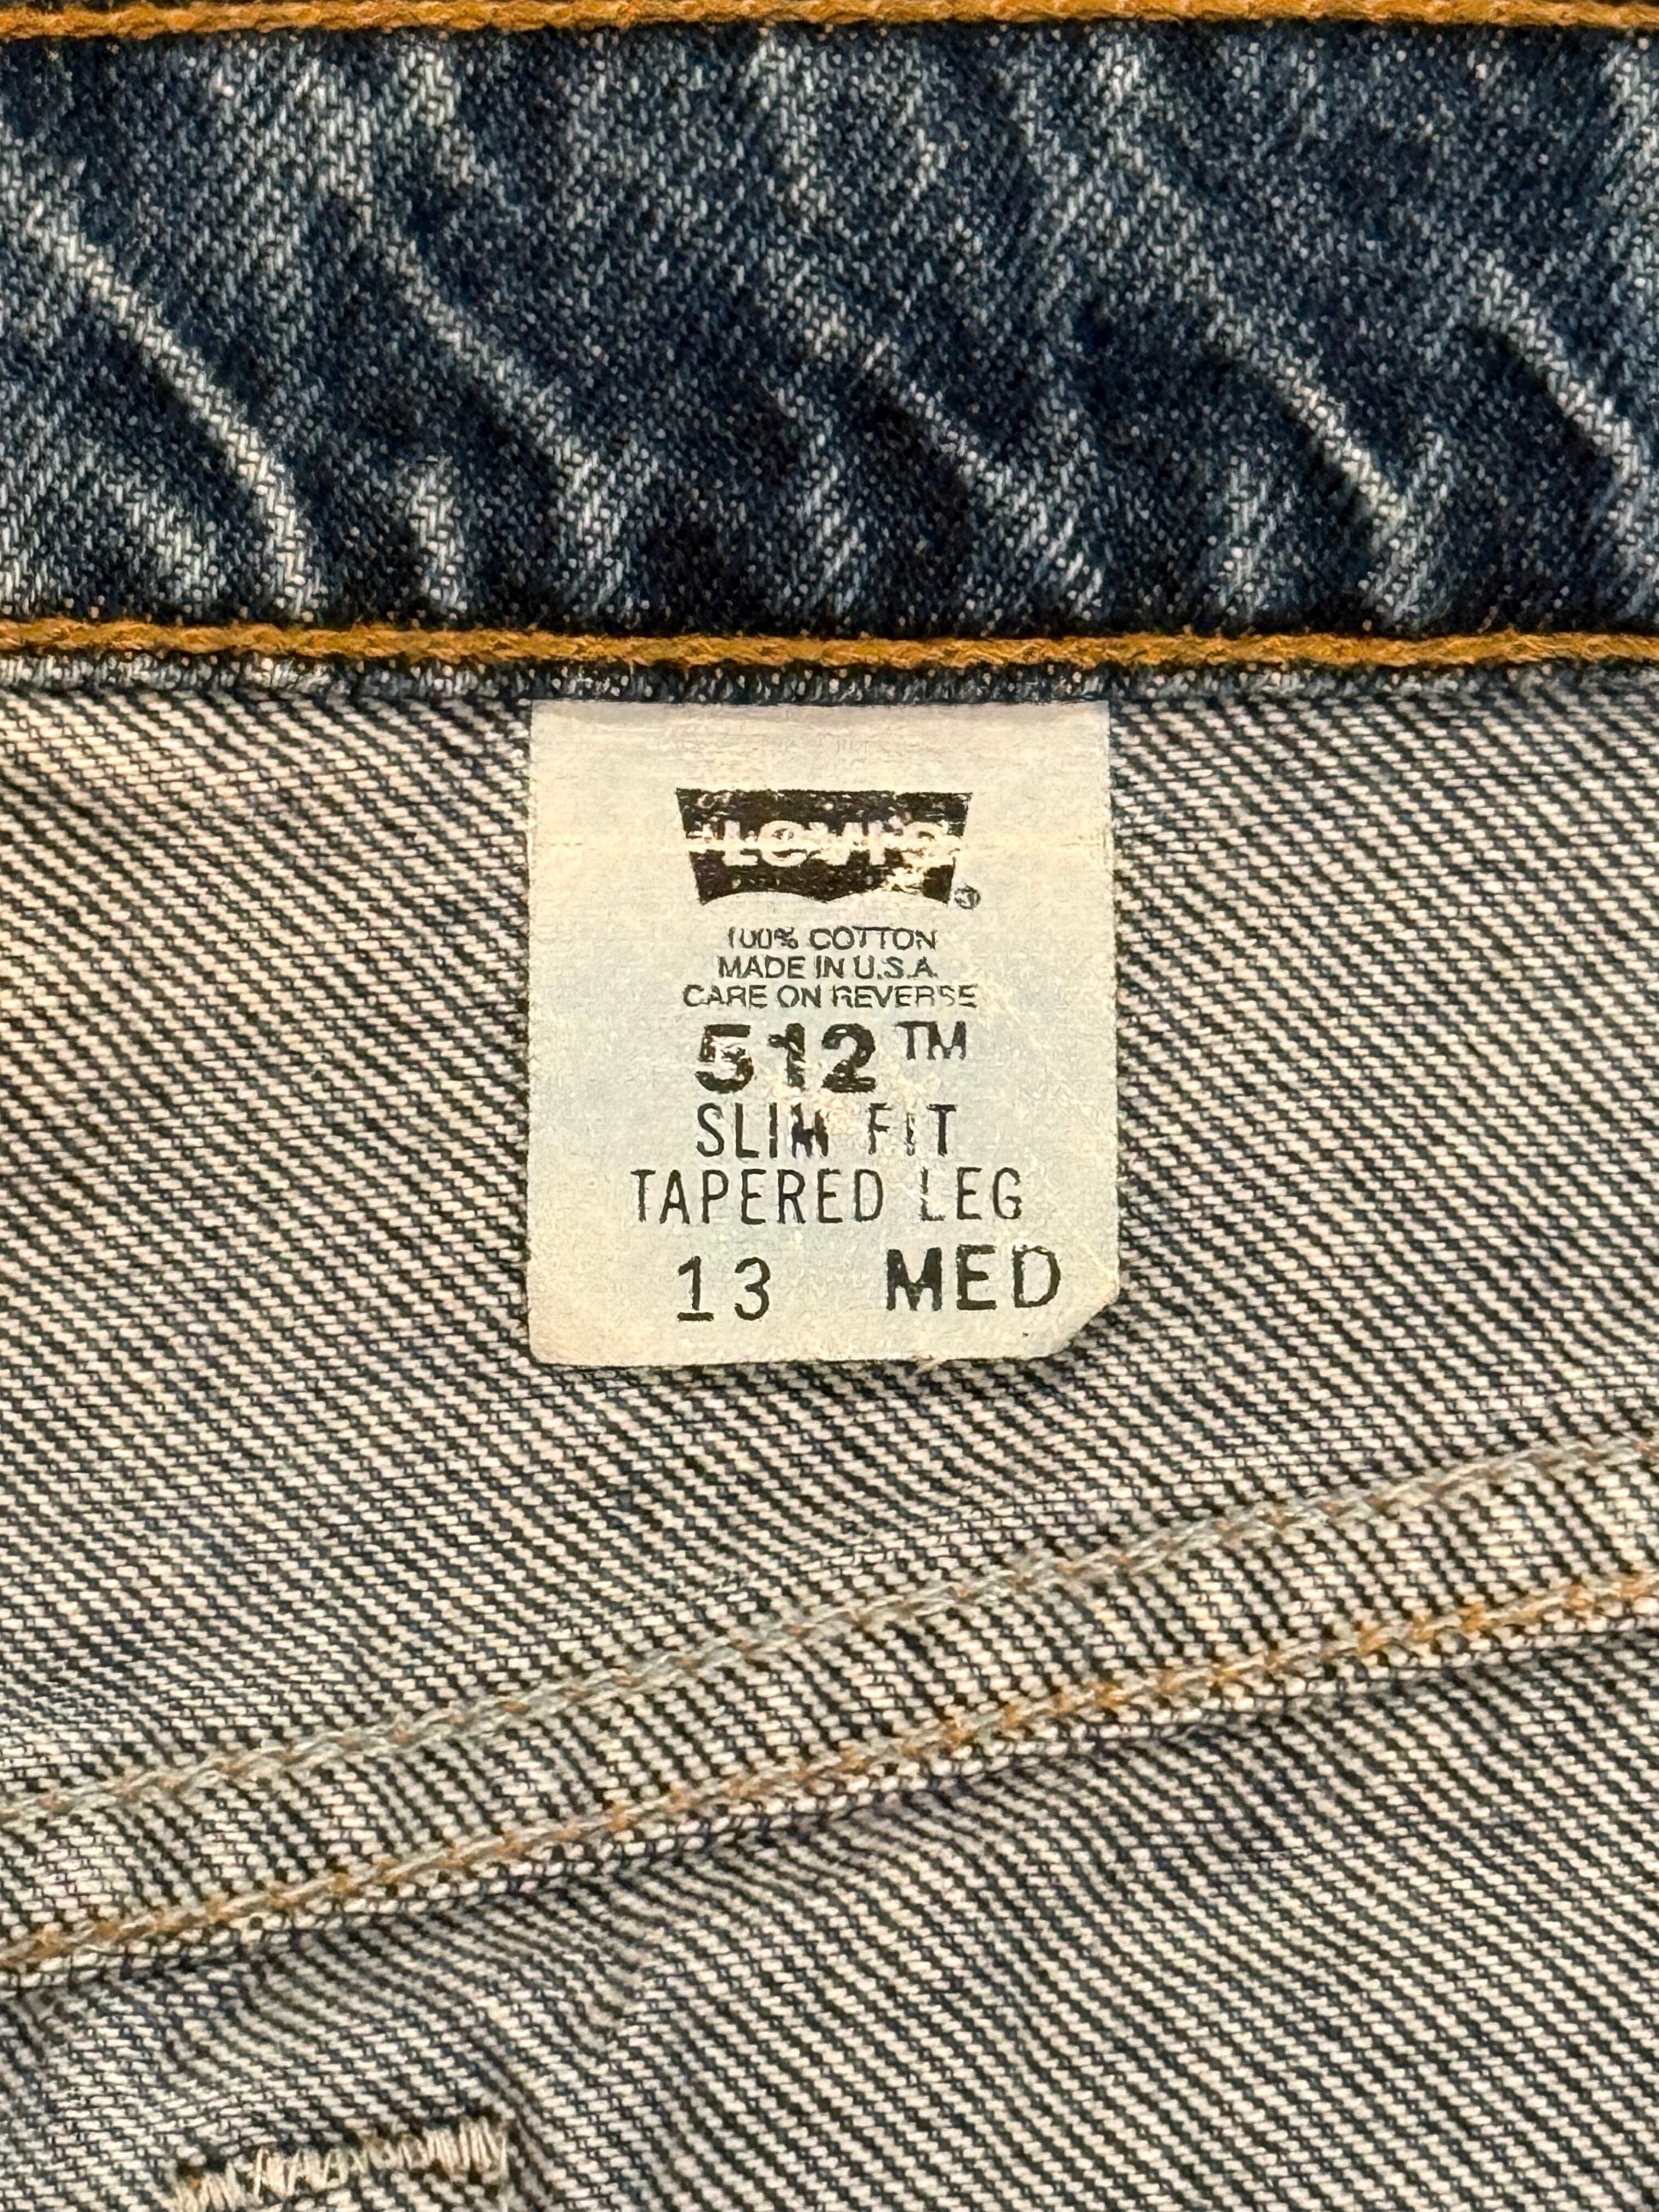 Levi's
100% COTTON
MADE IN U.S.A.
CARE ON REVERSE
512™
SLIM FIT
TAPERED LEG
13 MED